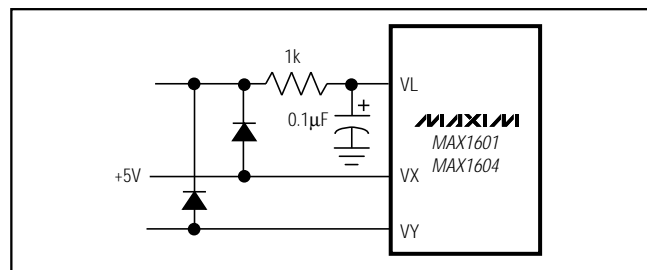 1k
VL
0.1μF
+
MAXIM
MAX1601
MAX1604
+5V
VX
VY